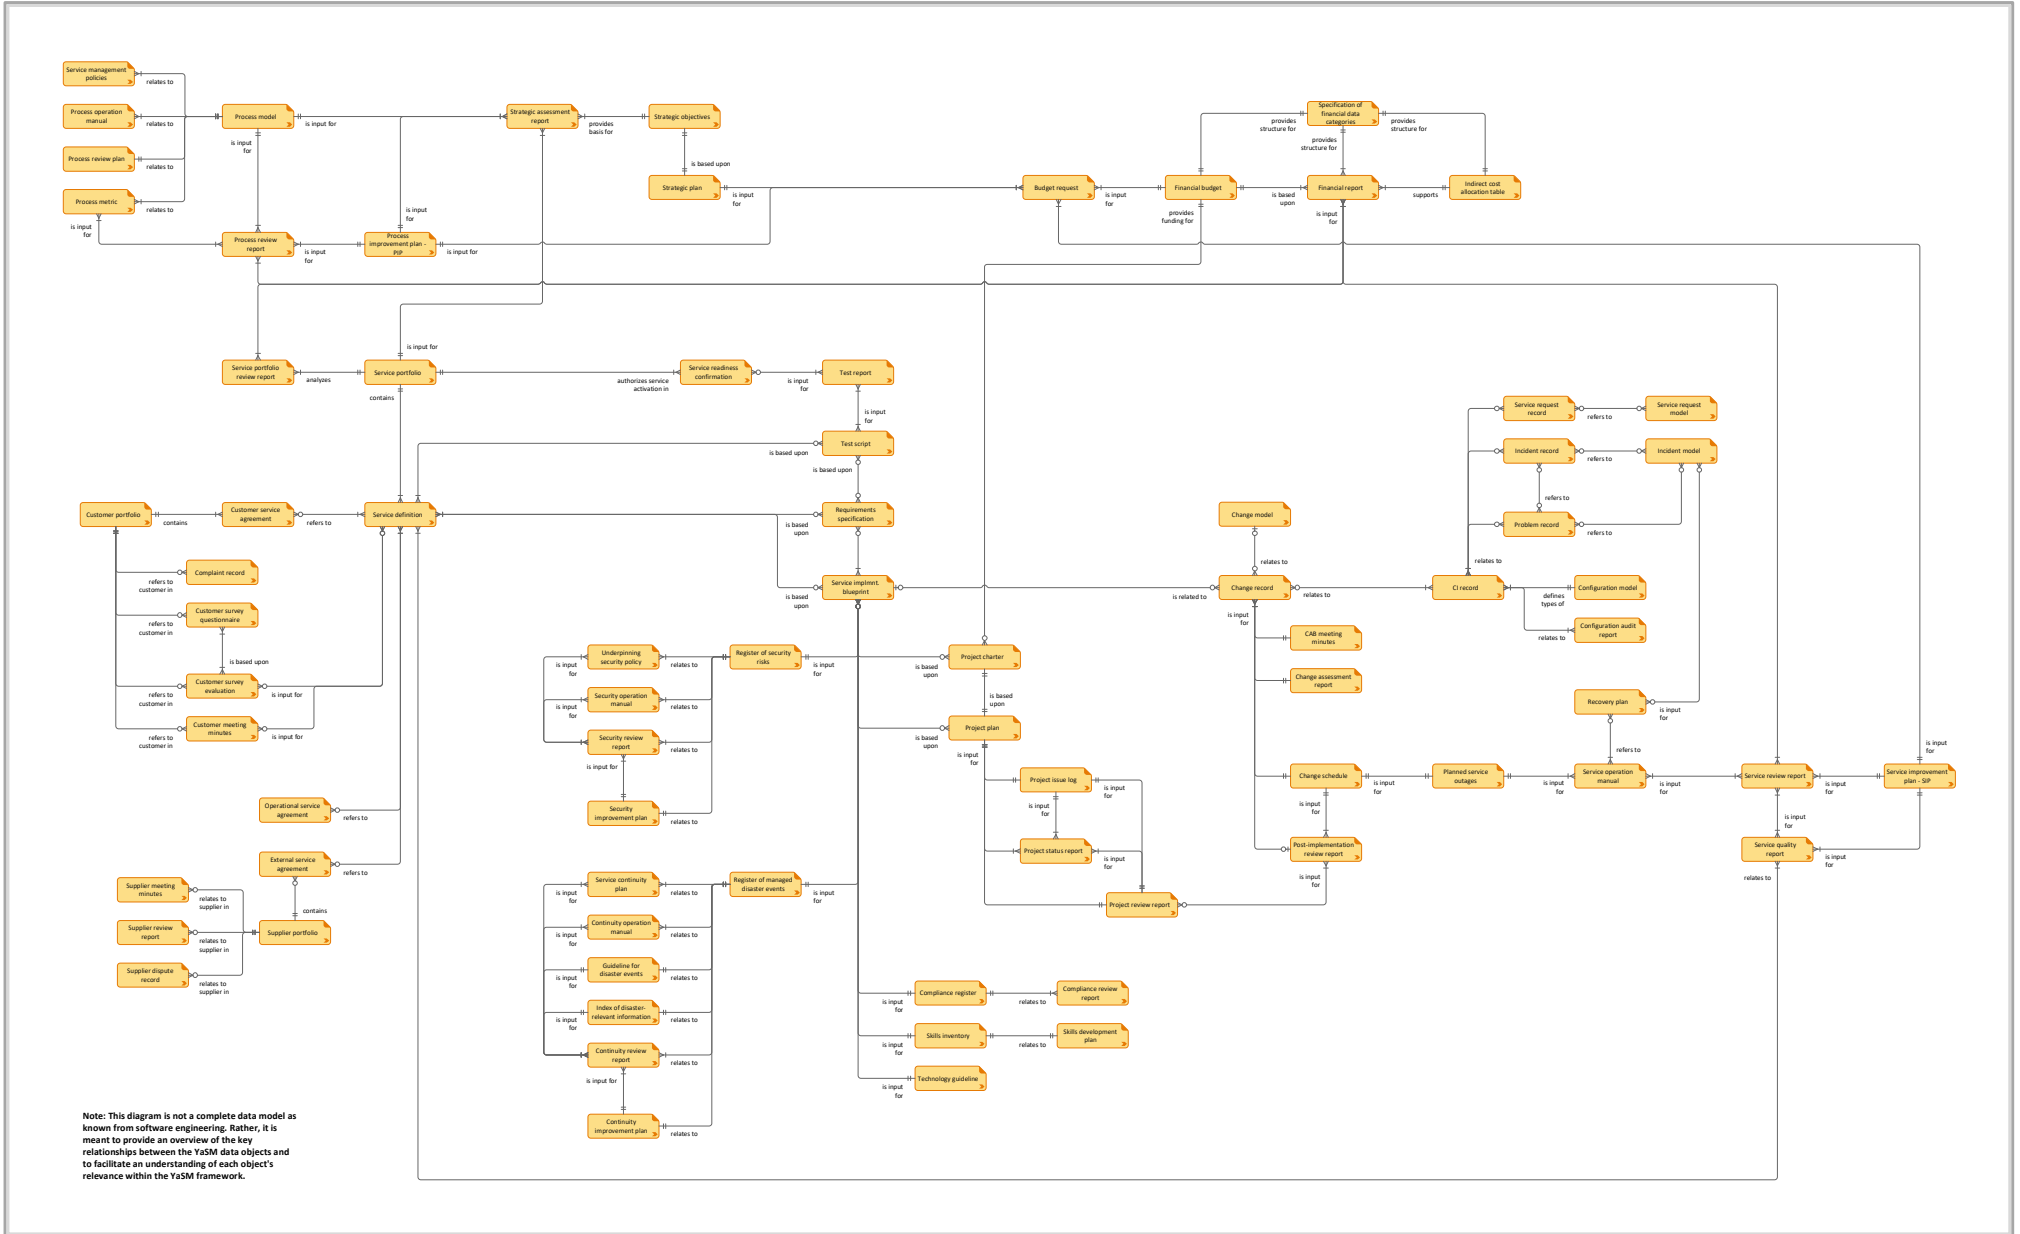 Service management
policies
relates to
Process operation
manual
relates to
Process model
is input for
Strategic assessment
report
provides
basis for
Strategic objectives
Specification of
financial data
categories
provides
structure for
provides
structure for
provides
structure for
Process review plan
relates to
is input
for
is based upon
Process metric
relates to
Strategic plan
is input
for
Budget request
is input
for
Financial budget
is based
upon
Financial report
supports
Indirect cost
allocation table
is input
for
is input
for
provides
funding for
is input
for
Process review
report
is input
for
Process
improvement plan -
PIP
is input for
is input for
Service portfolio
review report
analyzes
Service portfolio
authorizes service
activation in
Service readiness
confirmation
is input
for
Test report
contains
is input
for
Service request
record
refers to
Service request
model
Test script
is based upon
is based upon
Incident record
refers to
Incident model
refers to
Customer portfolio
contains
Customer service
agreement
refers to
Service definition
is based
upon
Requirements
specification
Change model
Problem record
refers to
relates to
relates to
Complaint record
refers to
customer in
Service implmnt.
blueprint
is based
upon
is related to
Change record
relates to
CI record
defines
types of
Configuration model
Customer survey
questionnaire
refers to
customer in
is input
for
CAB meeting
minutes
relates to
Configuration audit
report
is based upon
Underpinning
security policy
is input
for
relates to
Register of security
risks
is input
for
is based
upon
Project charter
Change assessment
report
Customer survey
evaluation
refers to
customer in
is input for
Security operation
manual
is input
for
relates to
is based
upon
Recovery plan
is input
for
Customer meeting
minutes
refers to
customer in
is input for
Security review
report
relates to
is input for
is based
upon
Project plan
is input
for
refers to
is input
for
Project issue log
is input
for
is input
for
Change schedule
is input
for
Planned service
outages
is input
for
Service operation
manual
is input
for
Service review report
is input
for
Service improvement
plan - SIP
Operational service
agreement
refers to
Security
improvement plan
relates to
is input
for
is input
for
External service
agreement
refers to
Project status report
is input
for
Post-implementation
review report
is input
for
Service quality
report
is input
for
relates to
Supplier meeting
minutes
relates to
supplier in
contains
Service continuity
plan
is input
for
relates to
Register of managed
disaster events
is input
for
Project review report
Supplier review
report
relates to
supplier in
Supplier portfolio
Continuity operation
manual
is input
for
relates to
Supplier dispute
record
relates to
supplier in
Guideline for
disaster events
is input
for
relates to
Compliance register
is input
for
relates to
Compliance review
report
Index of disaster-
relevant information
is input
for
relates to
Skills inventory
is input
for
relates to
Skills development
plan
Continuity review
report
relates to
is input for
Technology guideline
is input
for
Continuity
improvement plan
relates to
Note: This diagram is not a complete data model as
known from software engineering. Rather, it is
meant to provide an overview of the key
relationships between the YaSM data objects and
to facilitate an understanding of each object's
relevance within the YaSM framework.